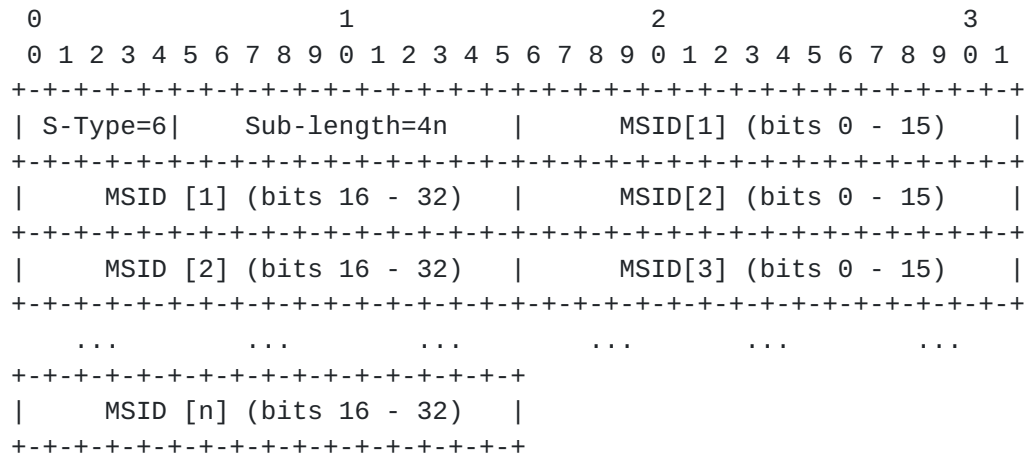 0                   1                   2                   3
 0 1 2 3 4 5 6 7 8 9 0 1 2 3 4 5 6 7 8 9 0 1 2 3 4 5 6 7 8 9 0 1
+-+-+-+-+-+-+-+-+-+-+-+-+-+-+-+-+-+-+-+-+-+-+-+-+-+-+-+-+-+-+-+-+
| S-Type=6|    Sub-length=4n    |      MSID[1] (bits 0 - 15)    |
+-+-+-+-+-+-+-+-+-+-+-+-+-+-+-+-+-+-+-+-+-+-+-+-+-+-+-+-+-+-+-+-+
|     MSID [1] (bits 16 - 32)   |      MSID[2] (bits 0 - 15)    |
+-+-+-+-+-+-+-+-+-+-+-+-+-+-+-+-+-+-+-+-+-+-+-+-+-+-+-+-+-+-+-+-+
|     MSID [2] (bits 16 - 32)   |      MSID[3] (bits 0 - 15)    |
+-+-+-+-+-+-+-+-+-+-+-+-+-+-+-+-+-+-+-+-+-+-+-+-+-+-+-+-+-+-+-+-+
    ...        ...        ...        ...       ...        ...
+-+-+-+-+-+-+-+-+-+-+-+-+-+-+-+-+
|     MSID [n] (bits 16 - 32)   |
+-+-+-+-+-+-+-+-+-+-+-+-+-+-+-+-+